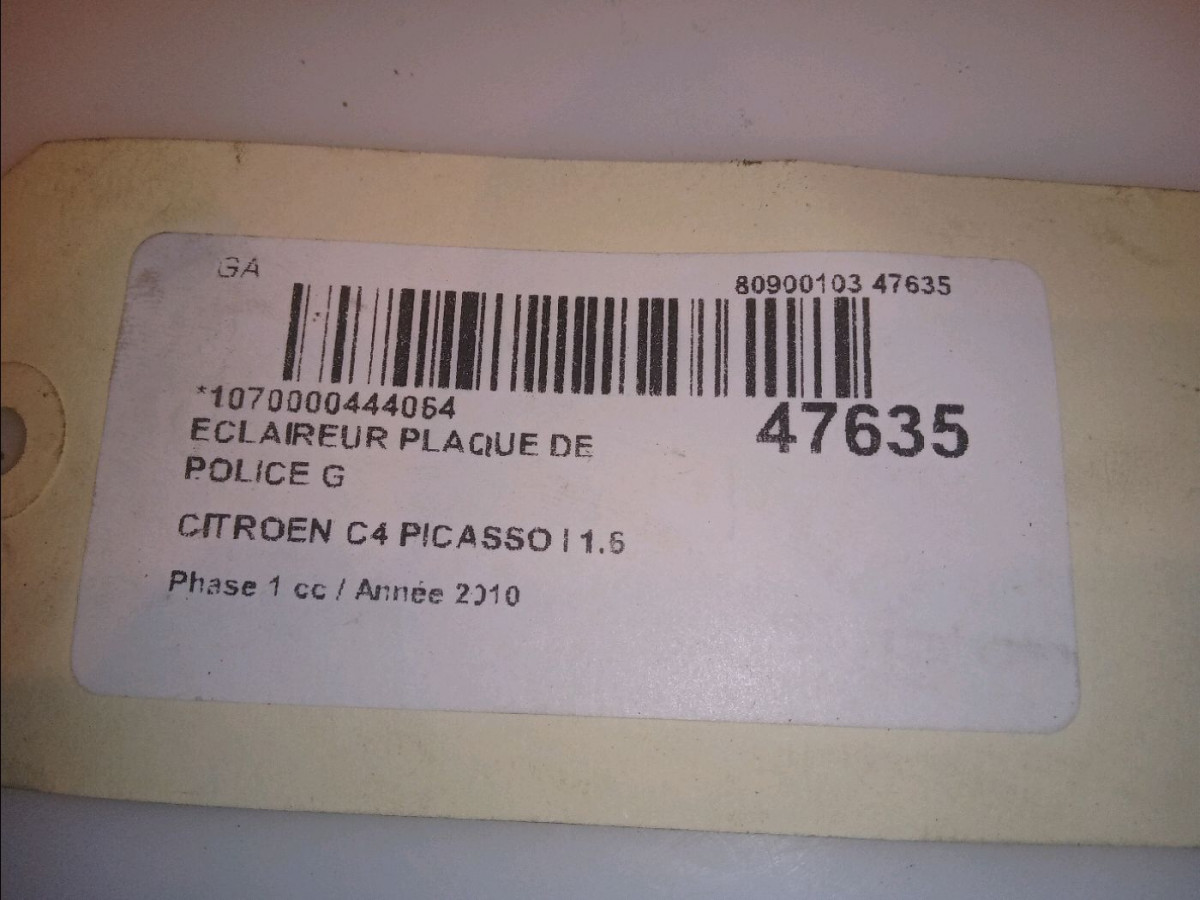 GA
80900103 47635
*1070000444064
47635
ECLAIREUR PLAQUE DE
POLICE G
CITROEN C4 PICASSO I 1.6
Phase 1 cc / Année 2010